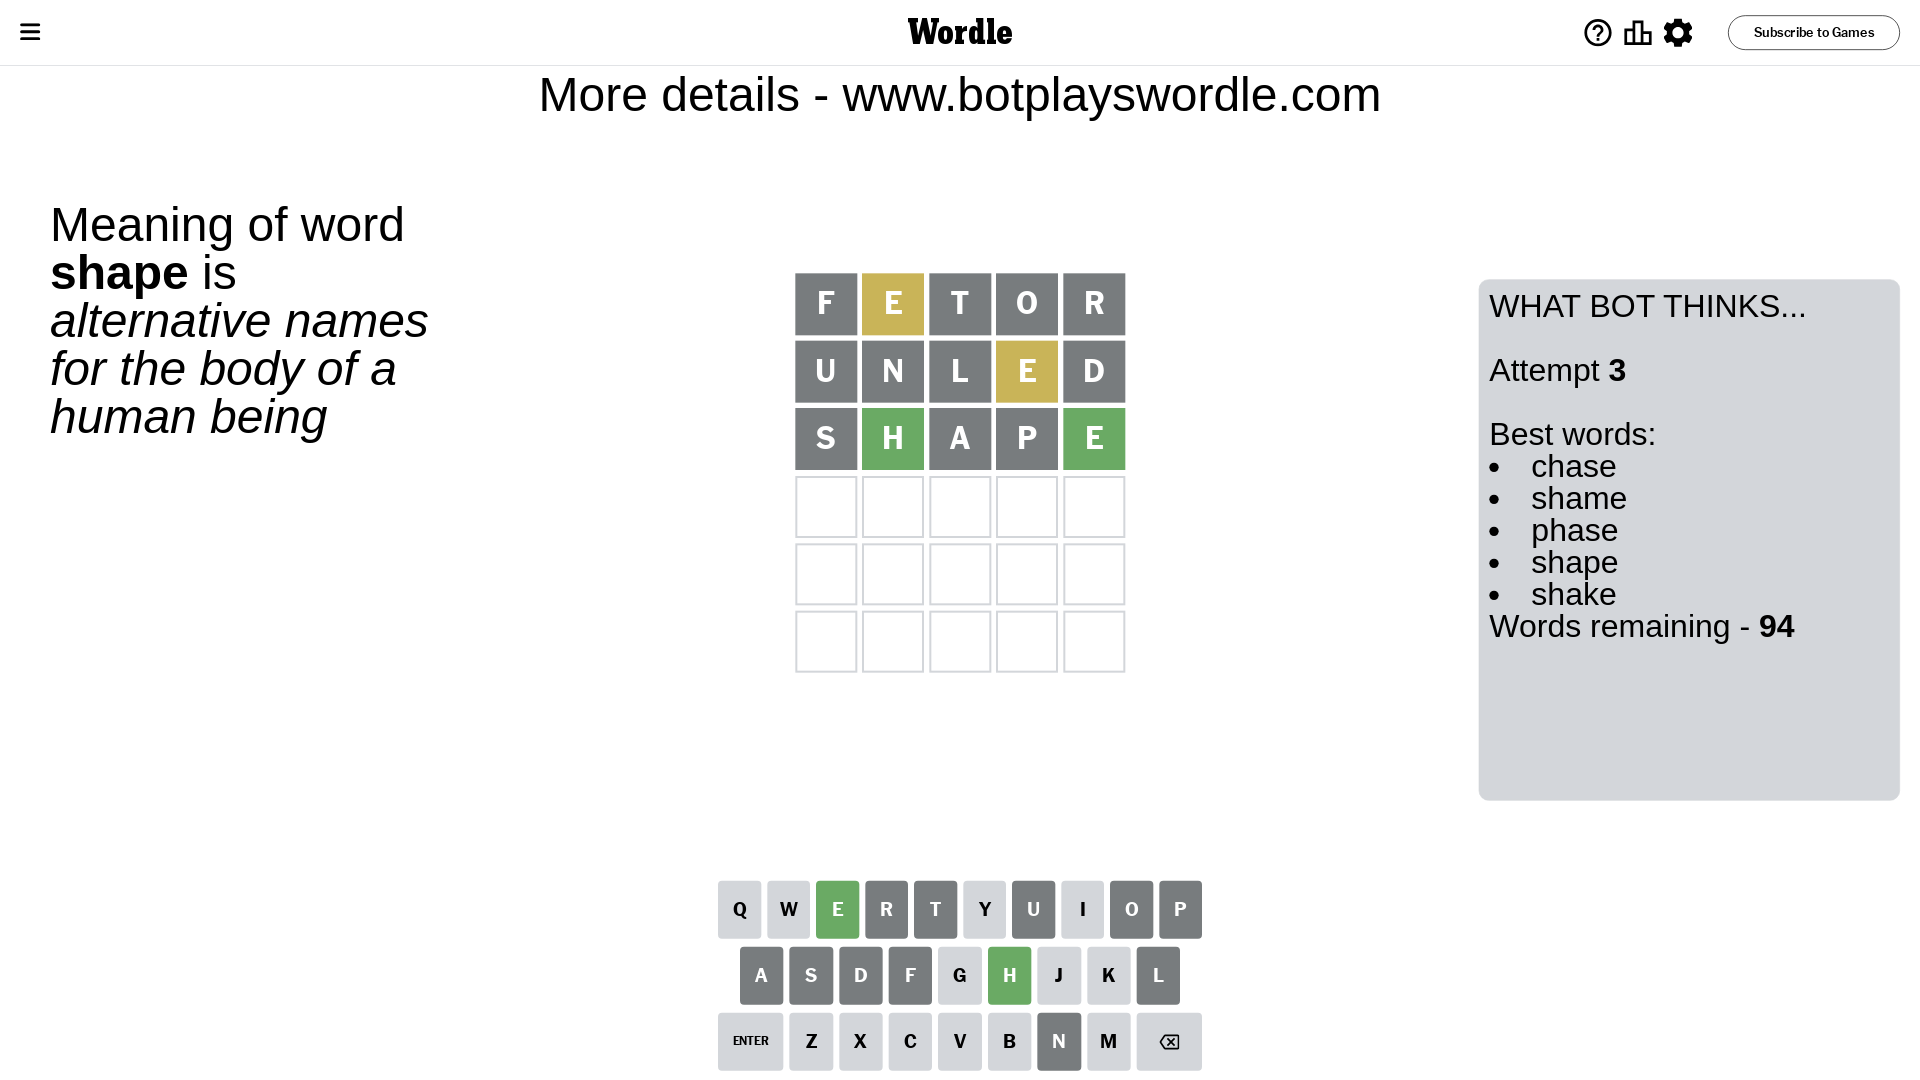 Wordle
Subscribe to Games
More details - www.botplayswordle.com
Meaning of word
shape is
alternative names
for the body of a
human being
F E T O R
U N L E D
S H A P E
WHAT BOT THINKS...
Attempt 3
Best words:
• chase
• shame
• phase
• shape
• shake
Words remaining - 94
Q W E R T Y U I O P
A S D F G H J K L
ENTER Z X C V B N M